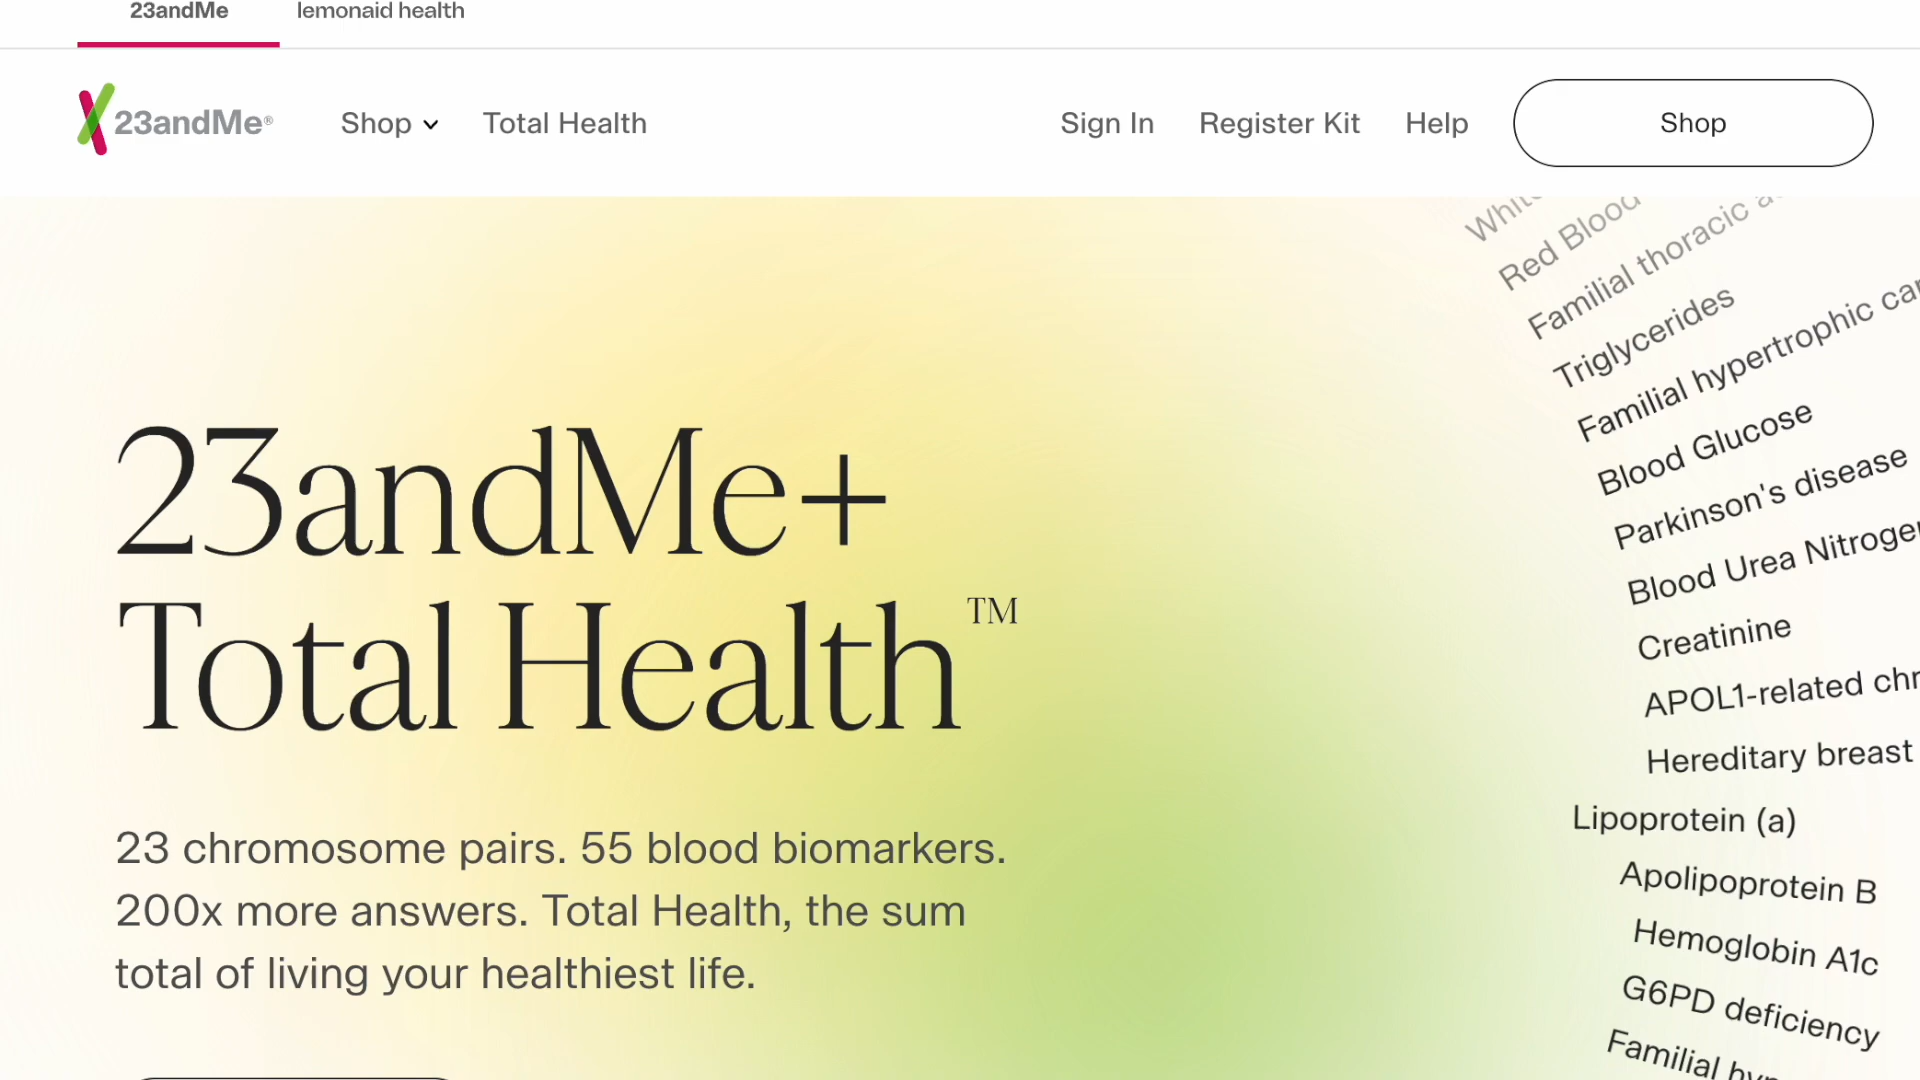 23andMe
lemonaid health
23andMe®
Shop
Total Health
Sign In
Register Kit
Help
Shop
Red Blood
Familial thoracic
Triglycerides
Familial hypertrophic
Blood Glucose
Parkinson's disease
Blood Urea
Creatinine
APOL1-related
Hereditary breast
Lipoprotein (a)
Apolipoprotein B
Hemoglobin A1c
G6PD deficiency
Familial
23andMe+
Total Health™
23 chromosome pairs. 55 blood biomarkers.
200x more answers. Total Health, the sum
total of living your healthiest life.